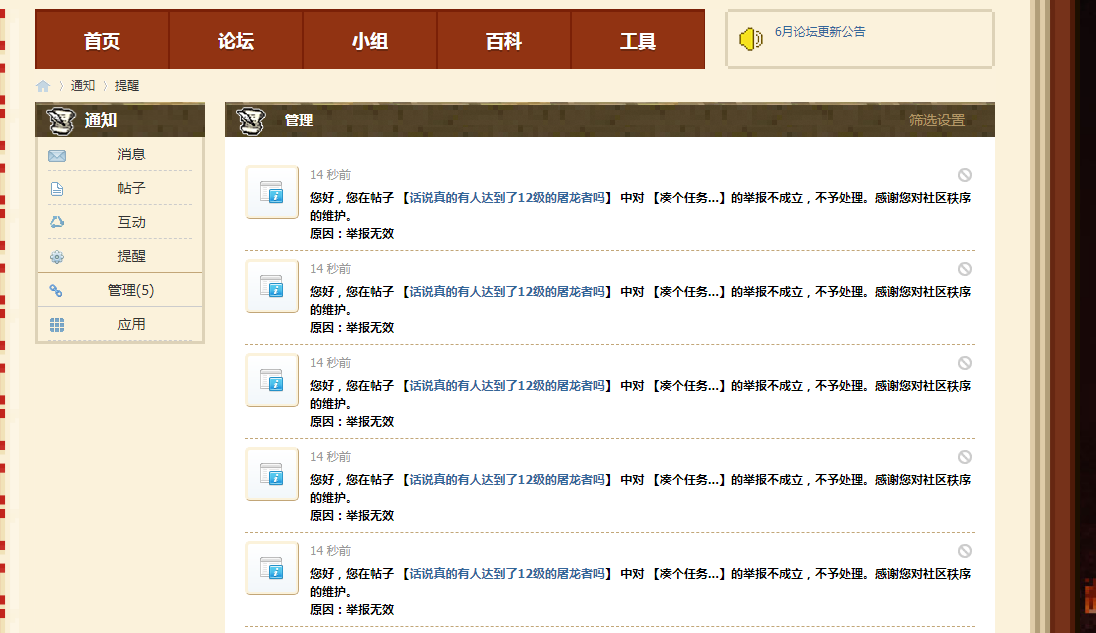 首页 论坛 小组 百科 工具
6月论坛更新公告
通知 提醒
通知
消息
帖子
互动
提醒
管理(5)
应用
管理 筛选设置
14 秒前
您好，您在帖子 【话说真的有人达到了12级的屠龙者吗】 中对 【凑个任务...】的举报不成立，不予处理。感谢您对社区秩序
的维护。
原因：举报无效
14 秒前
您好，您在帖子 【话说真的有人达到了12级的屠龙者吗】 中对 【凑个任务...】的举报不成立，不予处理。感谢您对社区秩序
的维护。
原因：举报无效
14 秒前
您好，您在帖子 【话说真的有人达到了12级的屠龙者吗】 中对 【凑个任务...】的举报不成立，不予处理。感谢您对社区秩序
的维护。
原因：举报无效
14 秒前
您好，您在帖子 【话说真的有人达到了12级的屠龙者吗】 中对 【凑个任务...】的举报不成立，不予处理。感谢您对社区秩序
的维护。
原因：举报无效
14 秒前
您好，您在帖子 【话说真的有人达到了12级的屠龙者吗】 中对 【凑个任务...】的举报不成立，不予处理。感谢您对社区秩序
的维护。
原因：举报无效